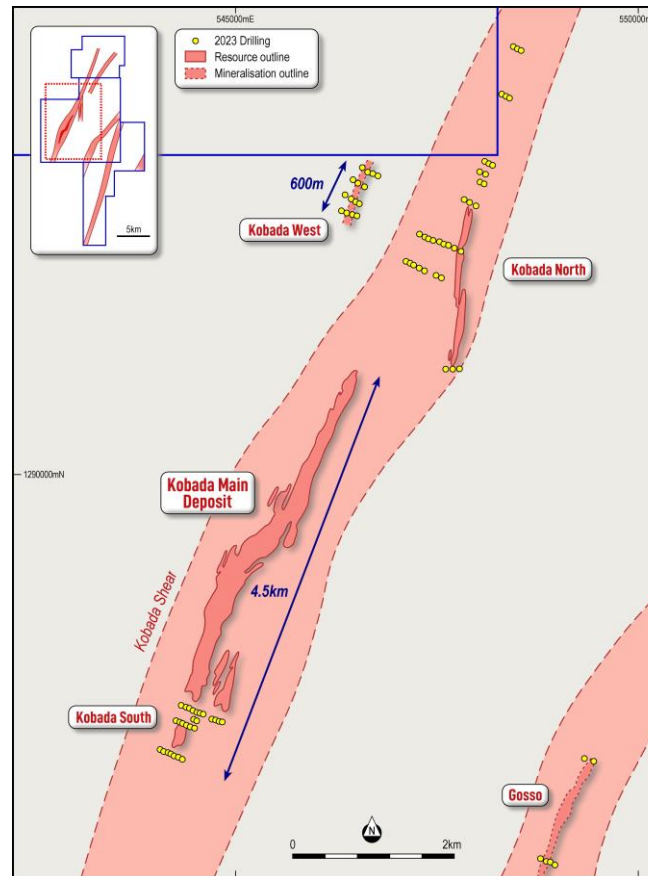 545000mE
550000mE
2023 Drilling
Resource outline
Mineralisation outline
5km
600m
Kobada West
Kobada North
1290000mN
Kobada Main
Deposit
Kobada Shear
4.5km
Kobada South
Gosso
N
0
2km